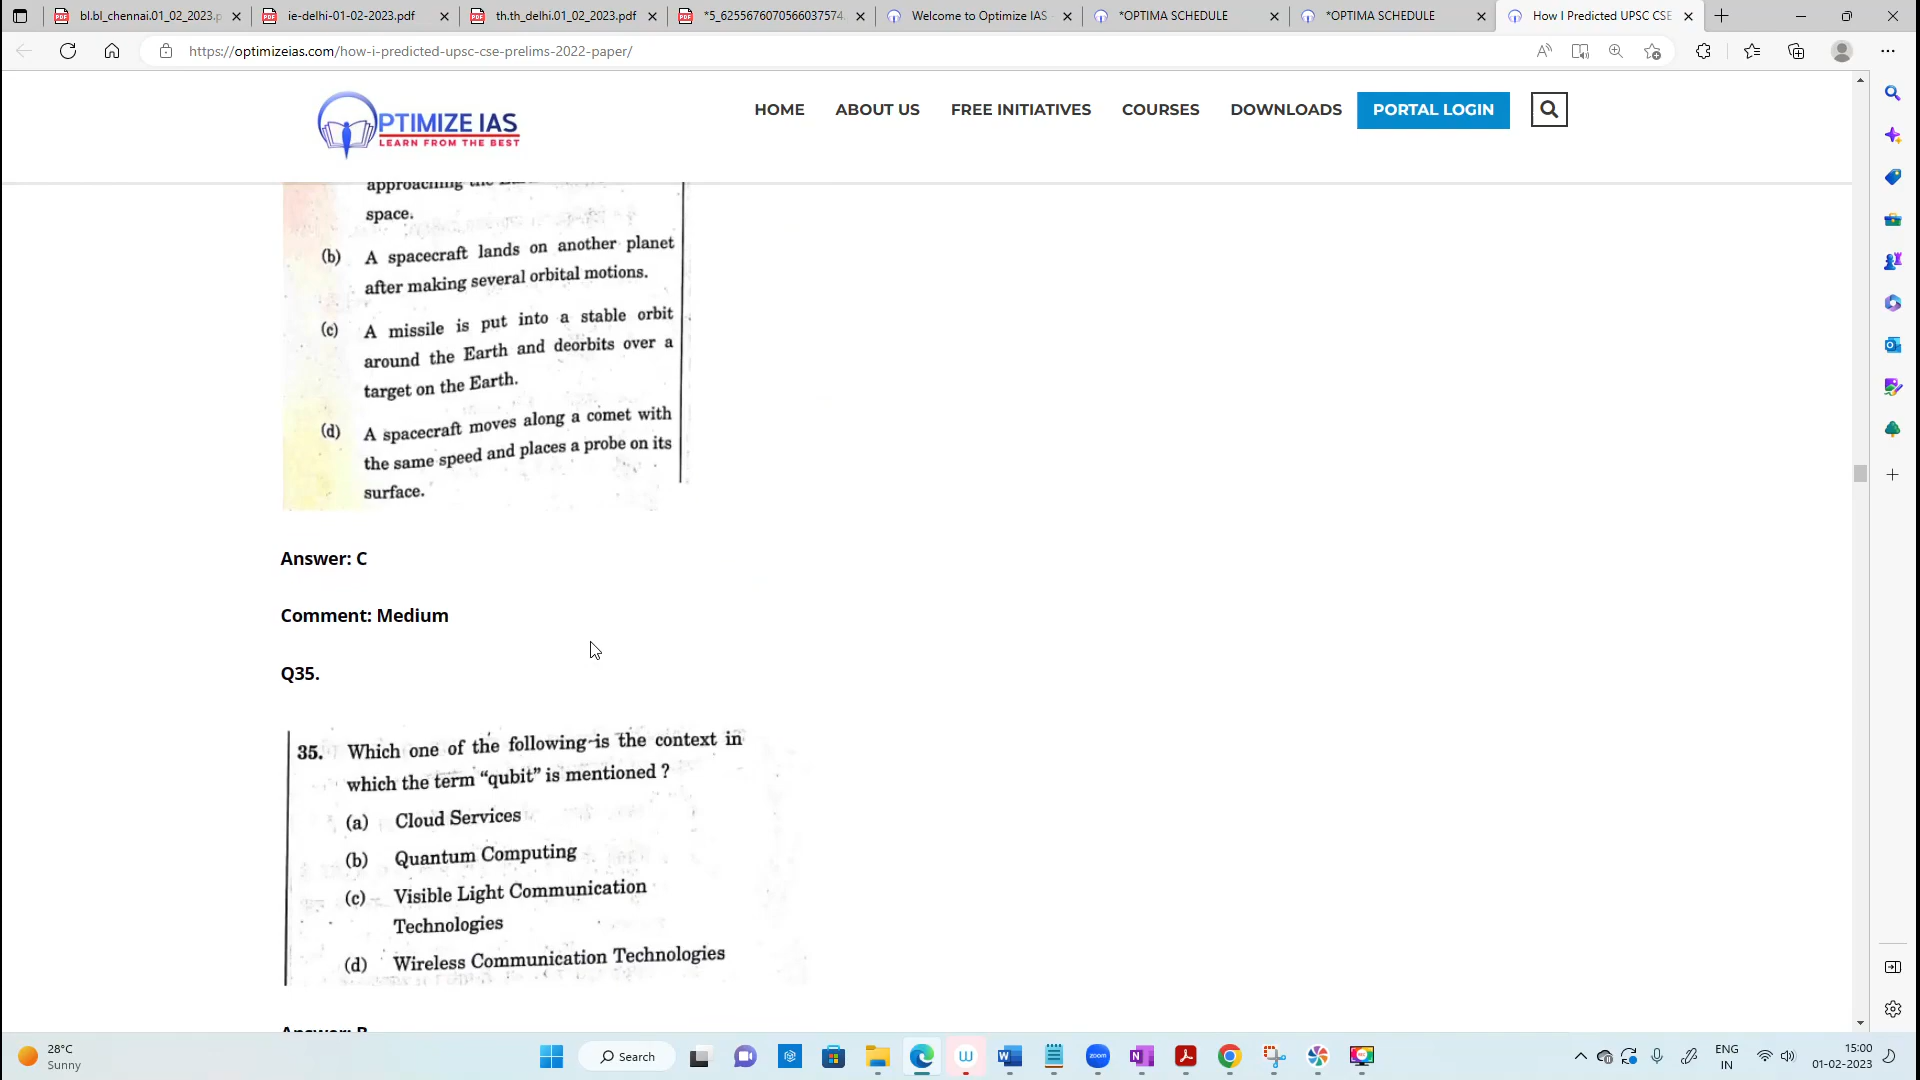 bl.bl_chennai.01_02_2023.p
ie-delhi-01-02-2023.pdf
th.th_delhi.01_02_2023.pdf
*5_6255676070566037574.
Welcome to Optimize IAS
*OPTIMA SCHEDULE
*OPTIMA SCHEDULE
How I Predicted UPSC CSE
https://optimizeias.com/how-i-predicted-upsc-cse-prelims-2022-paper/
OPTIMIZE IAS
LEARN FROM THE BEST
HOME
ABOUT US
FREE INITIATIVES
COURSES
DOWNLOADS
PORTAL LOGIN
approaching the
space.
(b) A spacecraft lands on another planet
after making several orbital motions.
(c) A missile is put into a stable orbit
around the Earth and deorbits over a
target on the Earth.
(d) A spacecraft moves along a comet with
the same speed and places a probe on its
surface.
Answer: C
Comment: Medium
Q35.
35. Which one of the following is the context in
which the term “qubit” is mentioned ?
(a) Cloud Services
(b) Quantum Computing
(c) Visible Light Communication
Technologies
(d) Wireless Communication Technologies
Answer: B
28°C
Sunny
Search
zoom
ENG
IN
15:00
01-02-2023